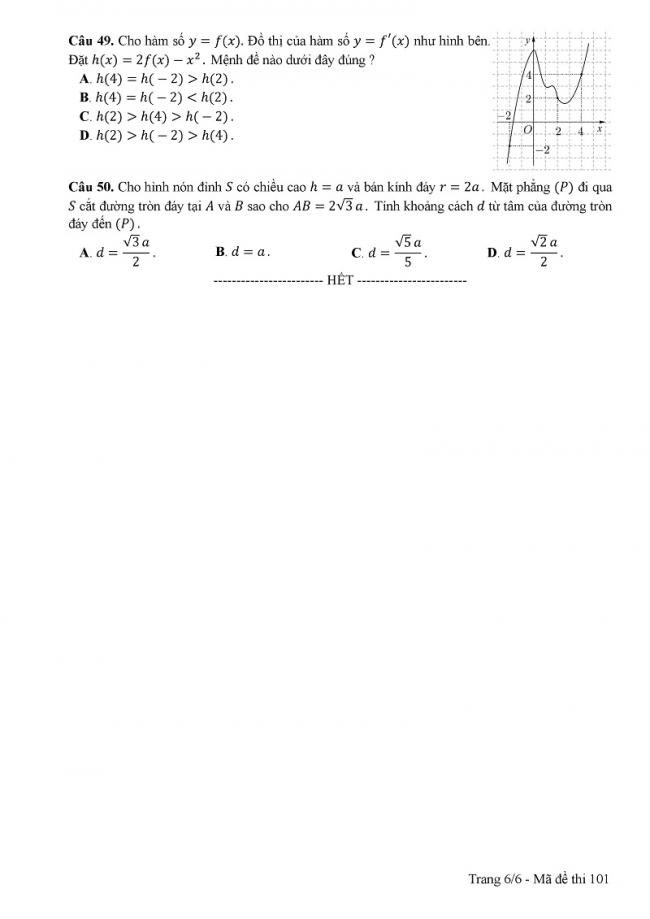 Câu 49. Cho hàm số y = f(x). Đồ thị của hàm số y = f′(x) như hình bên.
Đặt h(x) = 2f(x) − x². Mệnh đề nào dưới đây đúng ?
A. h(4) = h( − 2) > h(2) .
B. h(4) = h( − 2) < h(2) .
C. h(2) > h(4) > h( − 2) .
D. h(2) > h( − 2) > h(4) .
y
4
2
−2
O 2 4 x
−2
Câu 50. Cho hình nón đỉnh S có chiều cao h = a và bán kính đáy r = 2a . Mặt phẳng (P) đi qua
S cắt đường tròn đáy tại A và B sao cho AB = 2√3 a . Tính khoảng cách d từ tâm của đường tròn
đáy đến (P) .
A. d = √3 a / 2 . B. d = a . C. d = √5 a / 5 . D. d = √2 a / 2 .
------------------------ HẾT ------------------------
Trang 6/6 - Mã đề thi 101